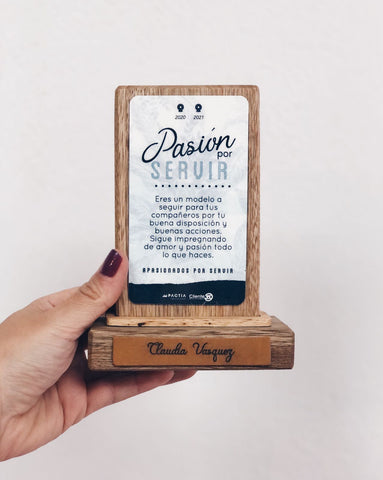 2020 2021
Pasión
por
SERVIR
Eres un modelo a
seguir para tus
compañeros por tu
buena disposición y
buenas acciones.
Sigue impregnando
de amor y pasión todo
lo que haces.
APASIONADOS POR SERVIR
PACTIA
Claudia Vasquez